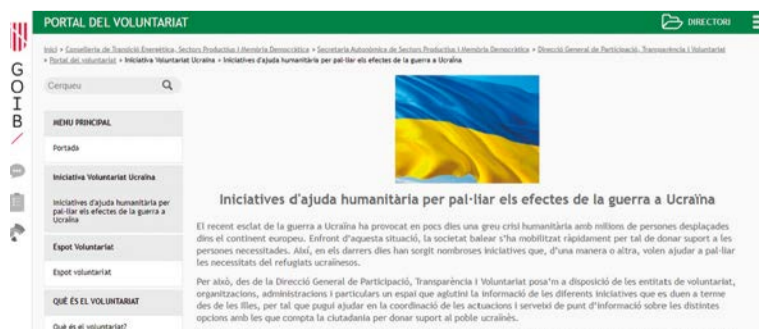 PORTAL DEL VOLUNTARIAT
DIRECTORI
Inici • Conselleria de Transició Energètica, Sectors Productius i Memòria Democràtica • Secretaria Autonòmica de Sectors Productius i Memòria Democràtica • Direcció General de Participació, Transparència i Voluntariat
• Portal del voluntariat • Iniciativa Voluntariat Ucraïna • Iniciatives d'ajuda humanitària per pal·liar els efectes de la guerra a Ucraïna
GOIB
Cerqueu
MENU PRINCIPAL
Portada
Iniciativa Voluntariat Ucraïna
Iniciatives d'ajuda humanitària per
pal·liar els efectes de la guerra a
Ucraïna
Espot Voluntariat
Espot voluntariat
QUÈ ÉS EL VOLUNTARIAT
Què és el voluntariat?
Iniciatives d'ajuda humanitària per pal·liar els efectes de la guerra a Ucraïna
El recent esclat de la guerra a Ucraïna ha provocat en pocs dies una greu crisi humanitària amb milions de persones desplaçades
dins el continent europeu. Enfront d'aquesta situació, la societat balear s'ha mobilitzat ràpidament per tal de donar suport a les
persones necessitades. Així, en els darrers dies han sorgit nombroses iniciatives que, d'una manera o altra, volen ajudar a pal·liar
les necessitats del refugiats ucraïnesos.
Per això, des de la Direcció General de Participació, Transparència i Voluntariat posa'm a disposició de les entitats de voluntariat,
organitzacions, administracions i particulars un espai que aglutini la informació de les diferents iniciatives que es duen a terme
des de les illes, per tal que pugui ajudar en la coordinació de les actuacions i serveixi de punt d'informació sobre les distintes
opcions amb les que compta la ciutadania per donar suport al poble ucraïnès.